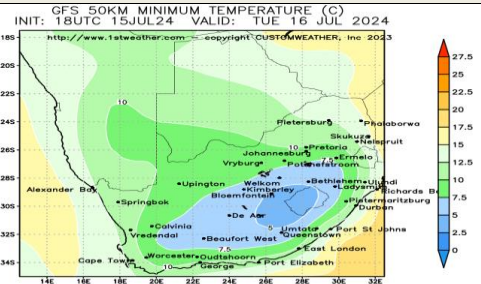 GFS 50KM MINIMUM TEMPERATURE (C)
INIT: 18UTC 15JUL24 VALID: TUE 16 JUL 2024
http://www.1stweather.com - copyright CUSTOMWEATHER, Inc 2023
18S
20S
22S
24S
26S
28S
30S
32S
34S
10
Pietersburg
Phalaborwa
Skukuza
Nelspruit
10
Pretoria
Johannesburg
7.5
Ermelo
Vryburg
Potchefstroom
Alexander Bay
Upington
Welkom
Bethlehem
Ulundi
Kimberley
Ladysmith
Richards B
Bloemfontein
Springbok
Pietermaritzburg
De Aar
Durban
Calvinia
5
Umtata
Port St Johns
Vredendal
Beaufort West
Queenstown
7.5
East London
Cape Town
Worcester
Oudtshoorn
10
George
Port Elizabeth
14E 16E 18E 20E 22E 24E 26E 28E 30E 32E
27.5
25
22.5
20
17.5
15
12.5
10
7.5
5
2.5
0